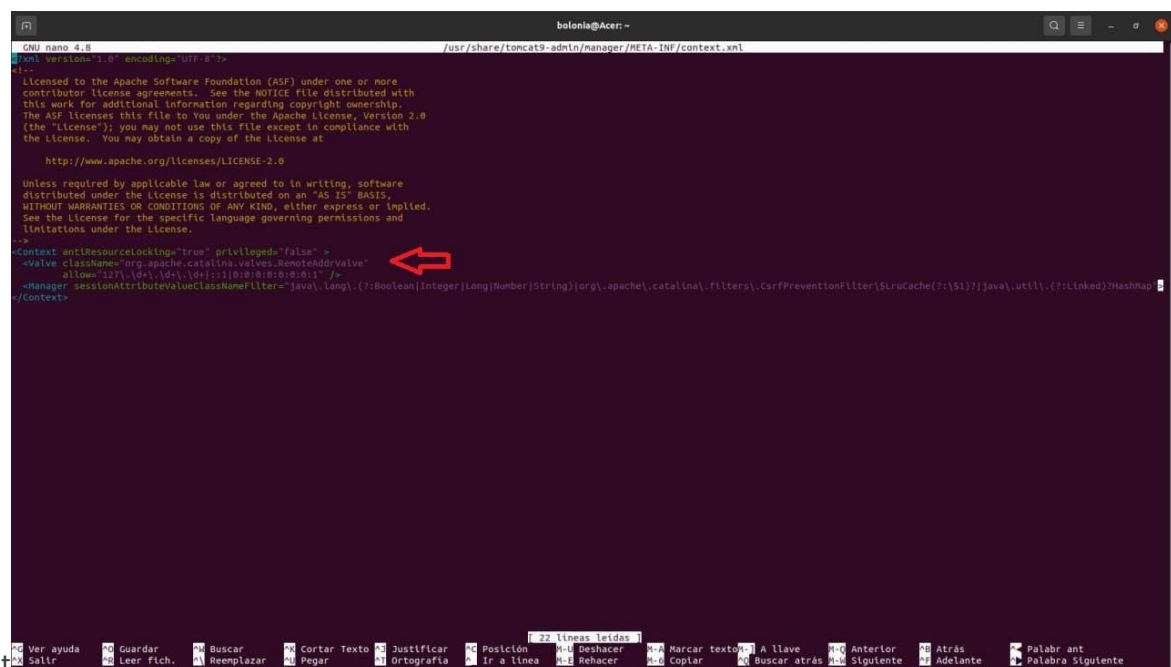 bolonia@Acer: ~
GNU nano 4.8 /usr/share/tomcat9-admin/manager/META-INF/context.xml
<?xml version="1.0" encoding="UTF-8"?>
<!--
Licensed to the Apache Software Foundation (ASF) under one or more
contributor license agreements. See the NOTICE file distributed with
this work for additional information regarding copyright ownership.
The ASF licenses this file to You under the Apache License, Version 2.0
(the "License"); you may not use this file except in compliance with
the License. You may obtain a copy of the License at
http://www.apache.org/licenses/LICENSE-2.0
Unless required by applicable law or agreed to in writing, software
distributed under the License is distributed on an "AS IS" BASIS,
WITHOUT WARRANTIES OR CONDITIONS OF ANY KIND, either express or implied.
See the License for the specific language governing permissions and
limitations under the License.
-->
<Context antiResourceLocking="true" privileged="false" >
<Valve className="org.apache.catalina.valves.RemoteAddrValve"
allow="127\.\d+\.\d+\.\d+|::1|0:0:0:0:0:0:0:1" />
<Manager sessionAttributeValueClassNameFilter="java\.lang\.(?:Boolean|Integer|Long|Number|String)|org\.apache\.catalina\.filters\.CsrfPreventionFilter\$LruCache(?:\$1)?|java\.util\.(?:Linked)?HashMap">
</Context>
[ 22 líneas leídas ]
^G Ver ayuda ^O Guardar ^W Buscar ^K Cortar Texto ^J Justificar ^C Posición M-U Deshacer M-A Marcar texto M-] A llave M-Q Anterior ^B Atrás ^◄ Palabr ant
^X Salir ^R Leer fich. ^\ Reemplazar ^U Pegar ^T Ortografía ^_ Ir a línea M-E Rehacer M-6 Copiar ^Q Buscar atrás M-W Siguiente ^F Adelante ^► Palabra Siguiente